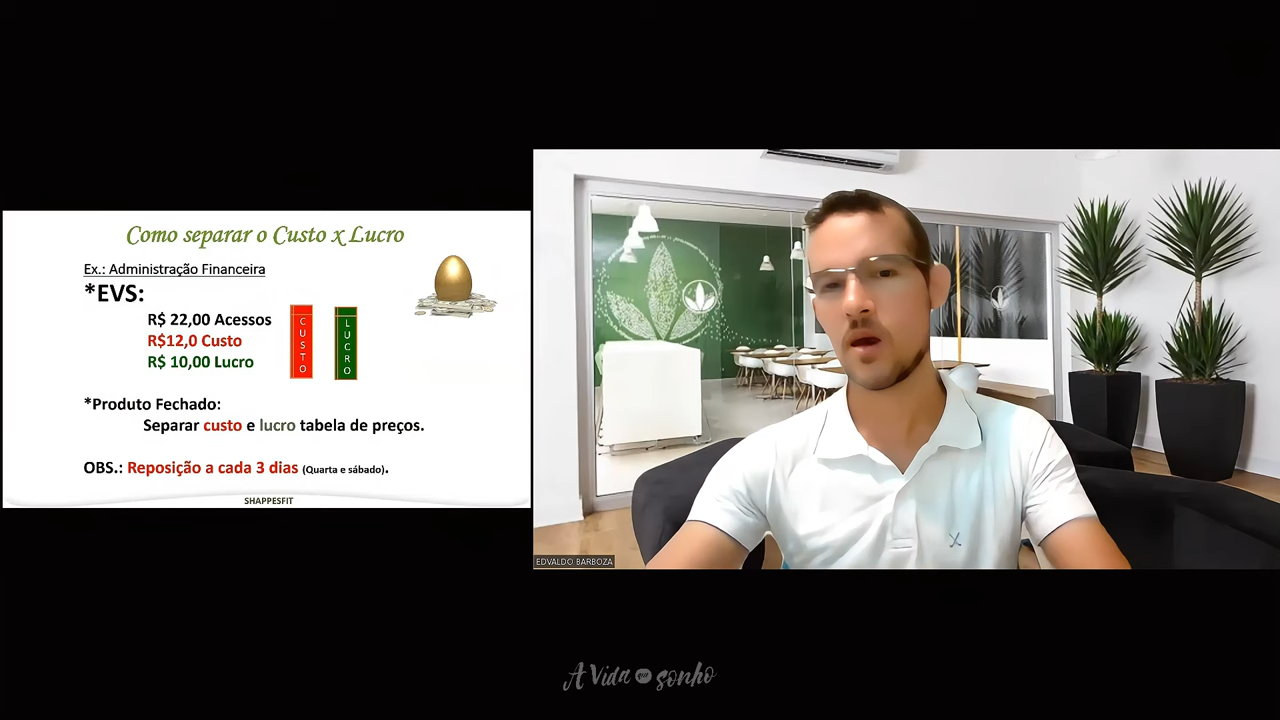 Como separar o Custo x Lucro
Ex.: Administração Financeira
*EVS:
R$ 22,00 Acessos
R$12,0 Custo
R$ 10,00 Lucro
CUSTO
LUCRO
*Produto Fechado:
Separar custo e lucro tabela de preços.
OBS.: Reposição a cada 3 dias (Quarta e sábado).
SHAPPESFIT
EDVALDO BARBOZA
A Vida que sonho